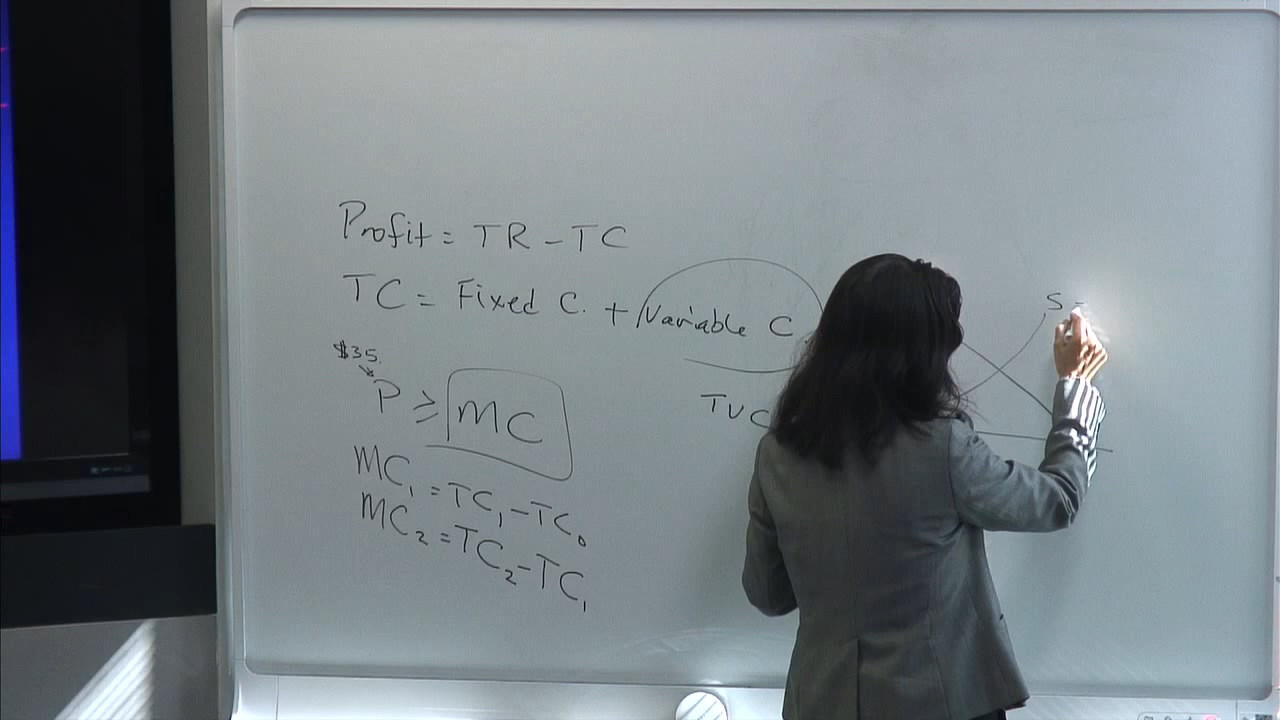 Profit = TR - TC
TC = Fixed C. + Variable C
$35
P ≥ MC
TVC
MC₁ = TC₁ - TC₀
MC₂ = TC₂ - TC₁
S =